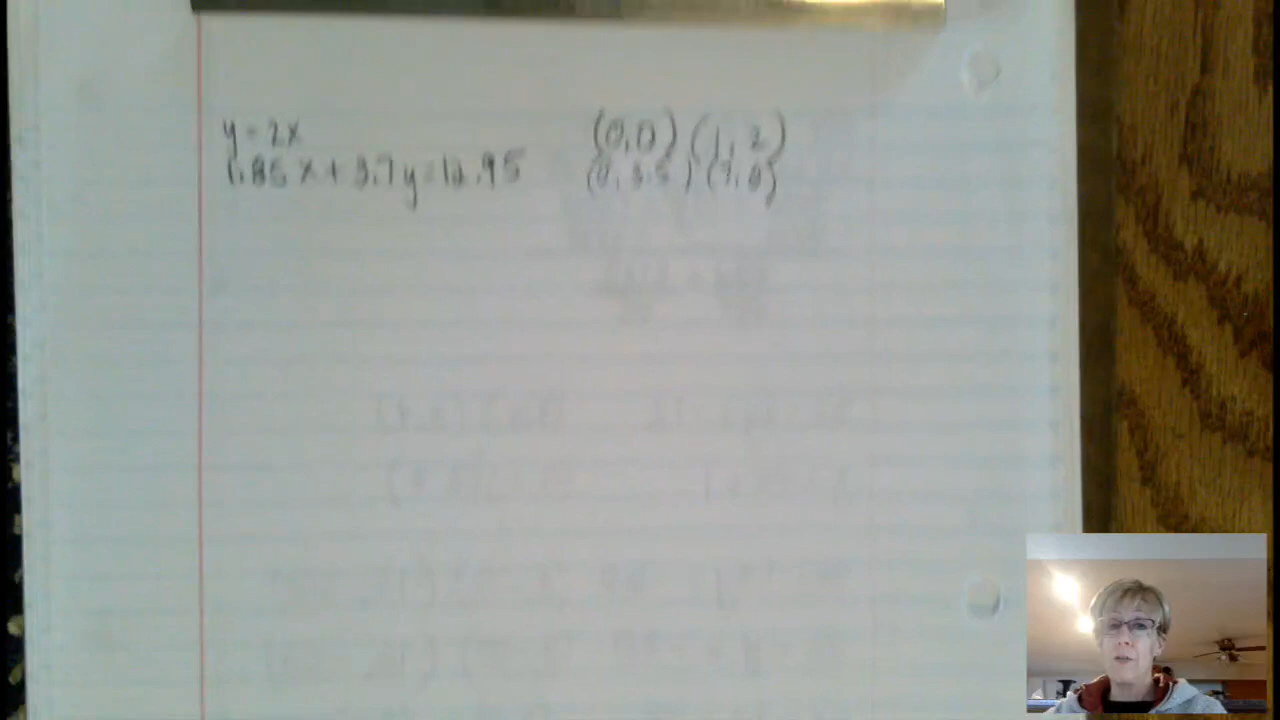 y = 2x (0,0) (1,2)
1.85x + 3.7y = 12.95 (0, 3.5) (7,0)